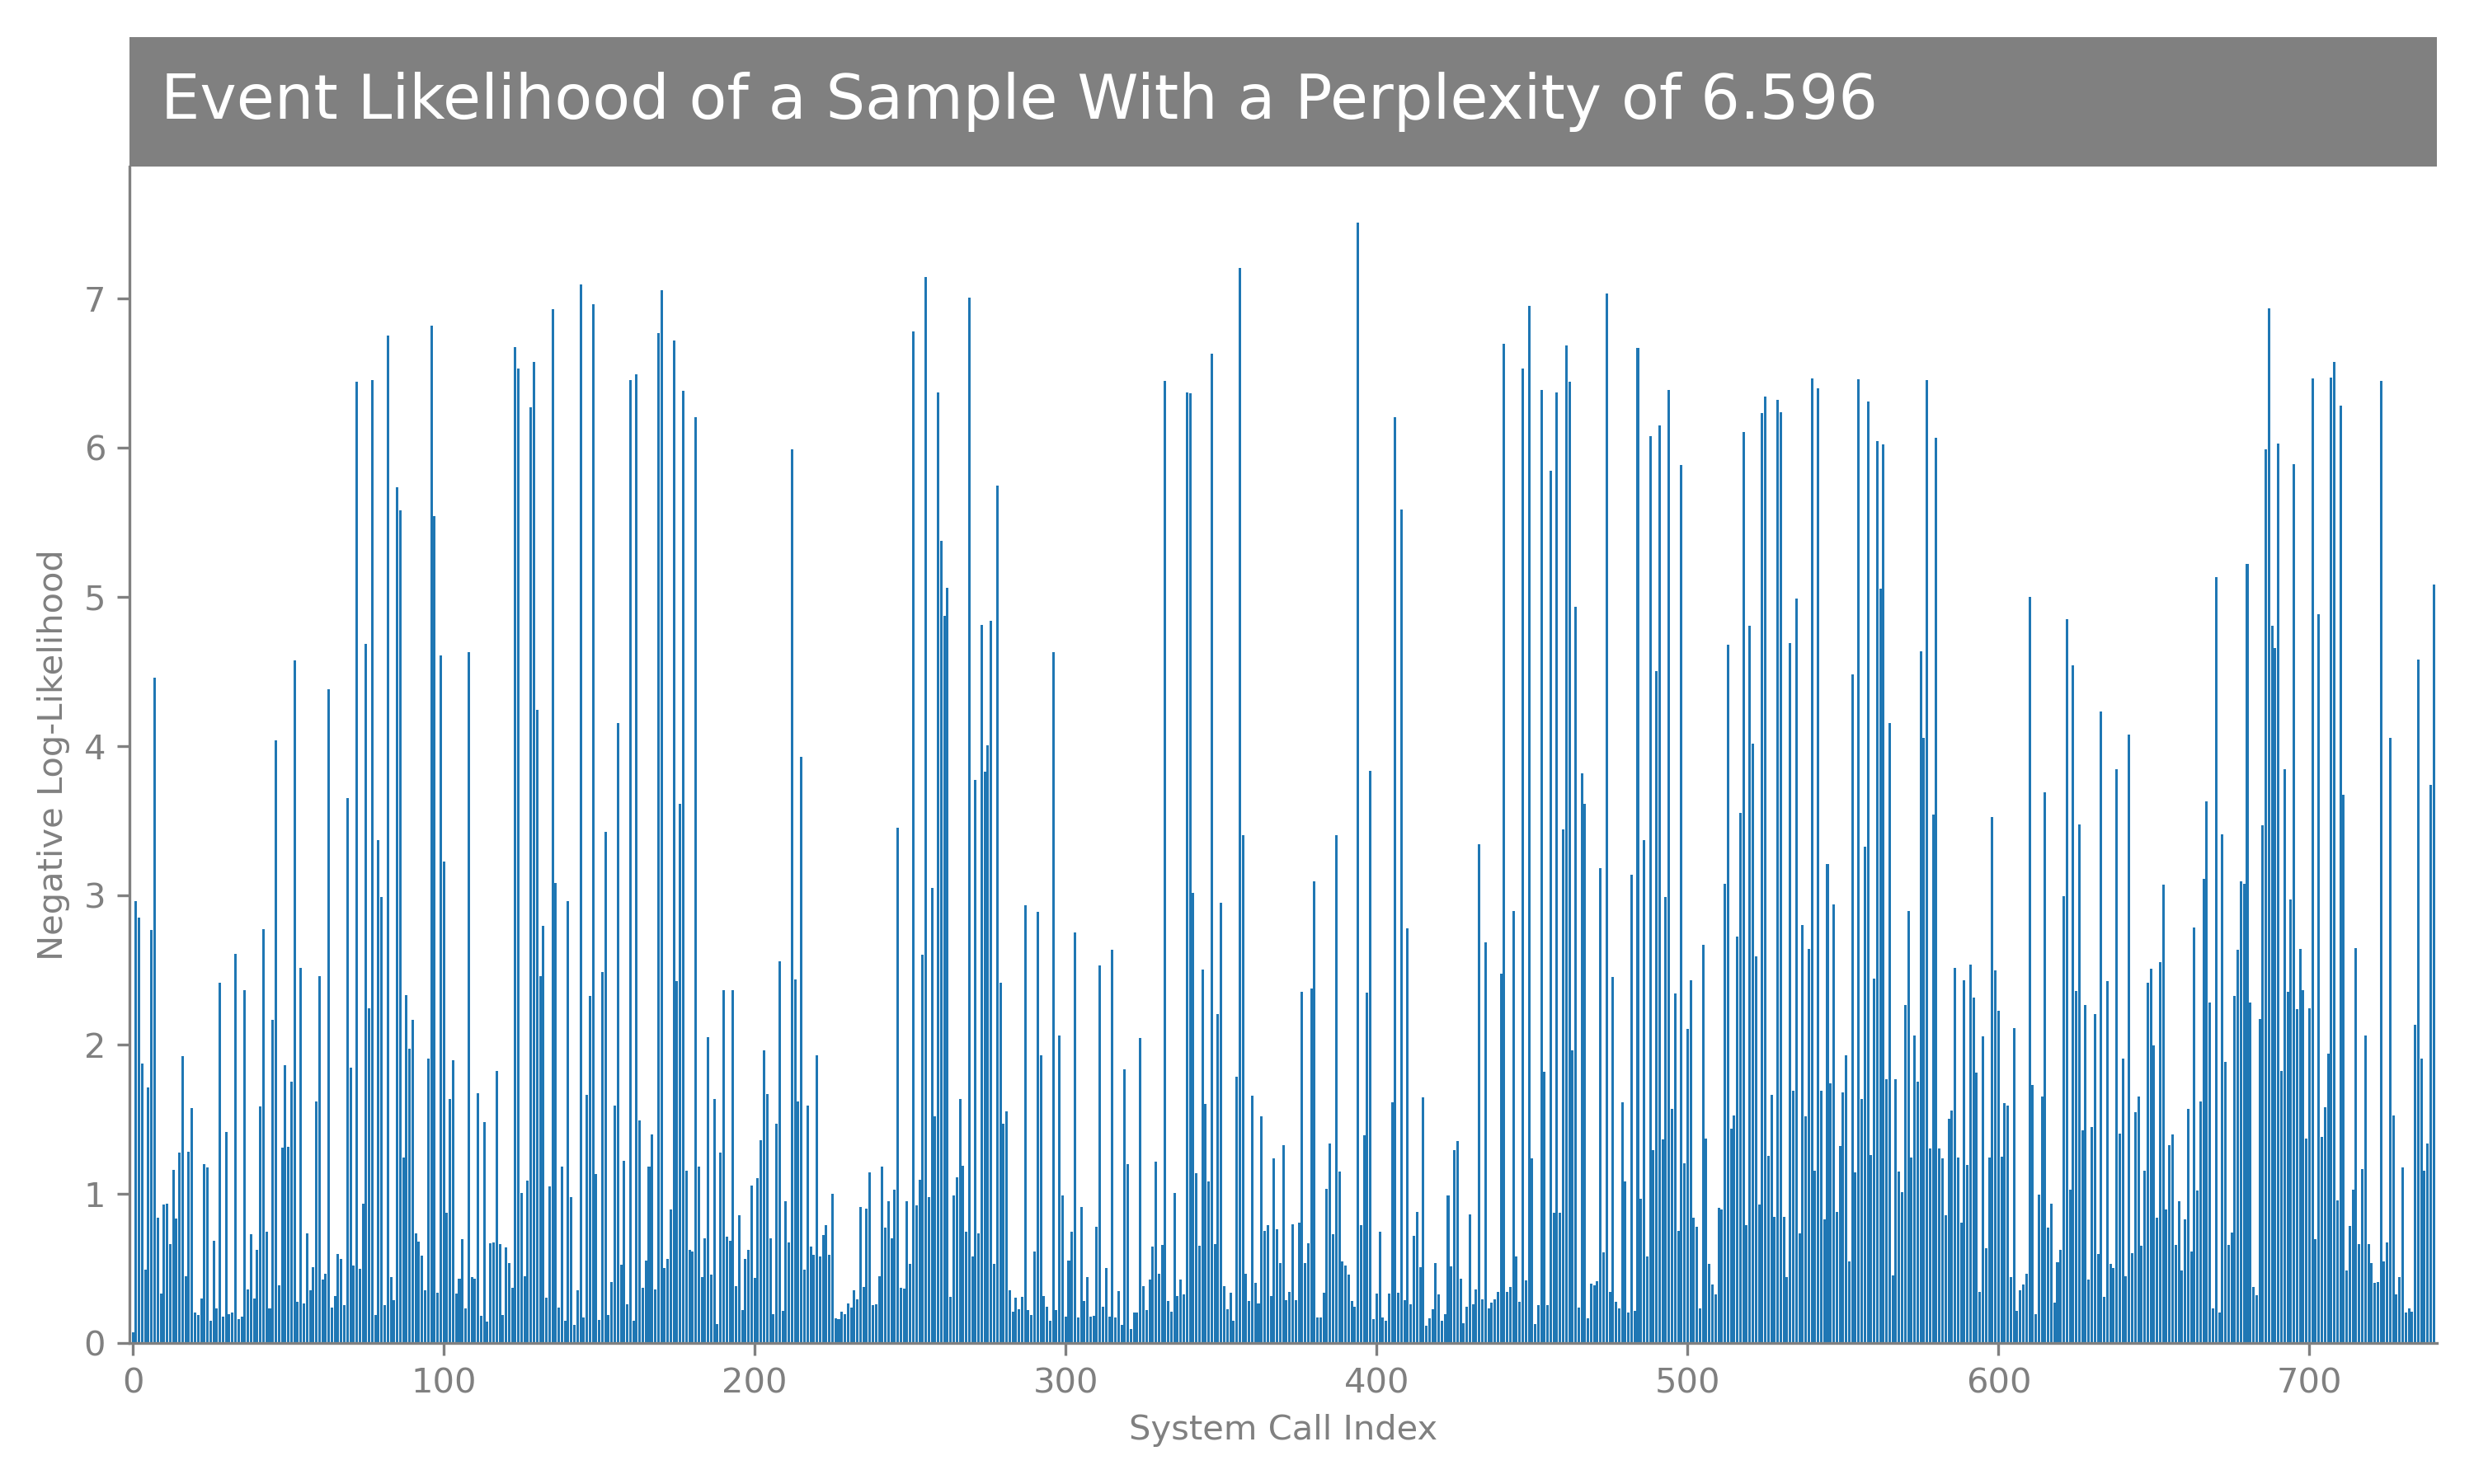 Event Likelihood of a Sample With a Perplexity of 6.596
Negative Log-Likelihood
7
6
5
4
3
2
1
0
0 100 200 300 400 500 600 700
System Call Index